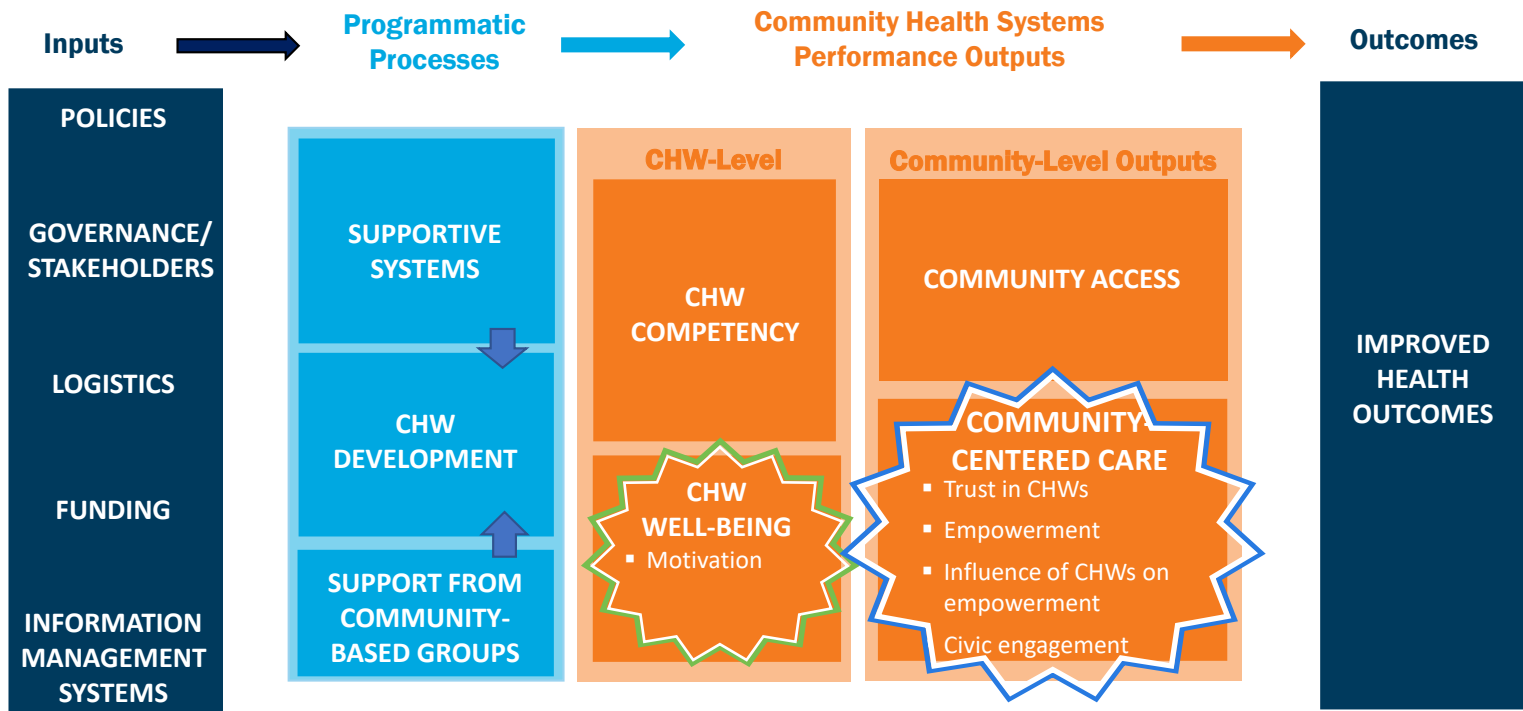 Inputs
Programmatic
Processes
Community Health Systems
Performance Outputs
Outcomes
POLICIES
GOVERNANCE/
STAKEHOLDERS
LOGISTICS
FUNDING
INFORMATION
MANAGEMENT
SYSTEMS
SUPPORTIVE
SYSTEMS
CHW
DEVELOPMENT
SUPPORT FROM
COMMUNITY-
BASED GROUPS
CHW-Level
CHW
COMPETENCY
CHW
WELL-BEING
▪ Motivation
Community-Level Outputs
COMMUNITY ACCESS
COMMUNITY-
CENTERED CARE
▪ Trust in CHWs
▪ Empowerment
▪ Influence of CHWs on
empowerment
Civic engagement
IMPROVED
HEALTH
OUTCOMES